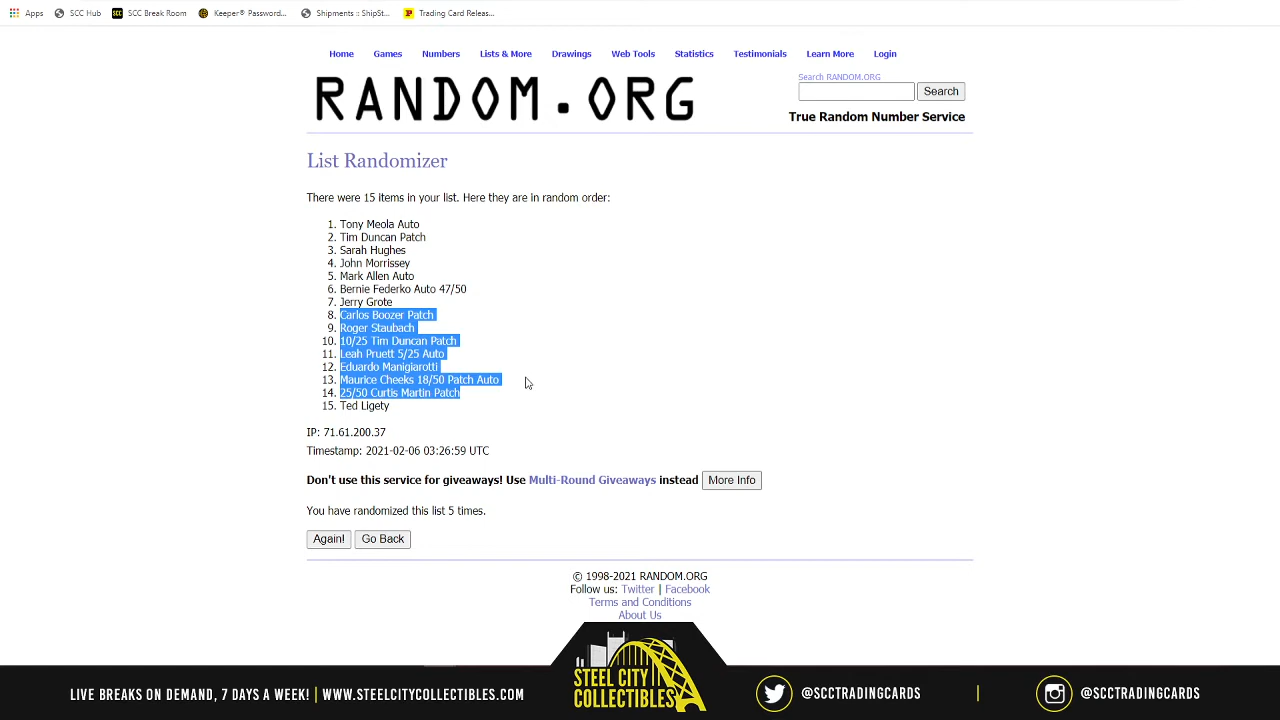 Apps SCC Hub SCC Break Room Keeper® Password... Shipments :: ShipSt... Trading Card Releas...
Home Games Numbers Lists & More Drawings Web Tools Statistics Testimonials Learn More Login
RANDOM.ORG
Search RANDOM.ORG
Search
True Random Number Service
List Randomizer
There were 15 items in your list. Here they are in random order:
1. Tony Meola Auto
2. Tim Duncan Patch
3. Sarah Hughes
4. John Morrissey
5. Mark Allen Auto
6. Bernie Federko Auto 47/50
7. Jerry Grote
8. Carlos Boozer Patch
9. Roger Staubach
10. 10/25 Tim Duncan Patch
11. Leah Pruett 5/25 Auto
12. Eduardo Manigiarotti
13. Maurice Cheeks 18/50 Patch Auto
14. 25/50 Curtis Martin Patch
15. Ted Ligety
IP: 71.61.200.37
Timestamp: 2021-02-06 03:26:59 UTC
Don't use this service for giveaways! Use Multi-Round Giveaways instead More Info
You have randomized this list 5 times.
Again! Go Back
© 1998-2021 RANDOM.ORG
Follow us: Twitter | Facebook
Terms and Conditions
About Us
LIVE BREAKS ON DEMAND, 7 DAYS A WEEK! | WWW.STEELCITYCOLLECTIBLES.COM
STEEL CITY
COLLECTIBLES
@SCCTRADINGCARDS | @SCCTRADINGCARDS